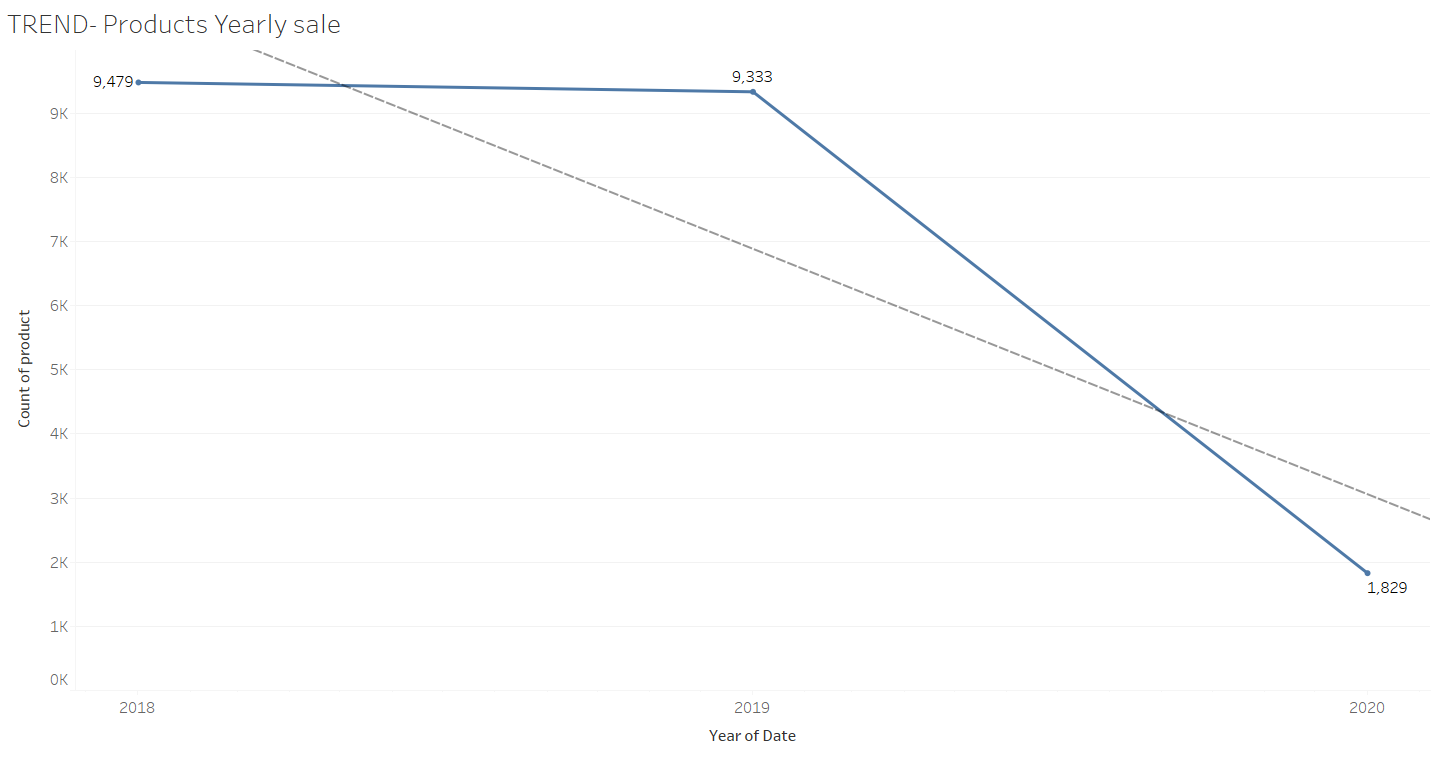 TREND- Products Yearly sale
9,479
9,333
9K
8K
7K
6K
5K
4K
3K
2K
1K
0K
Count of product
1,829
2018
2019
2020
Year of Date